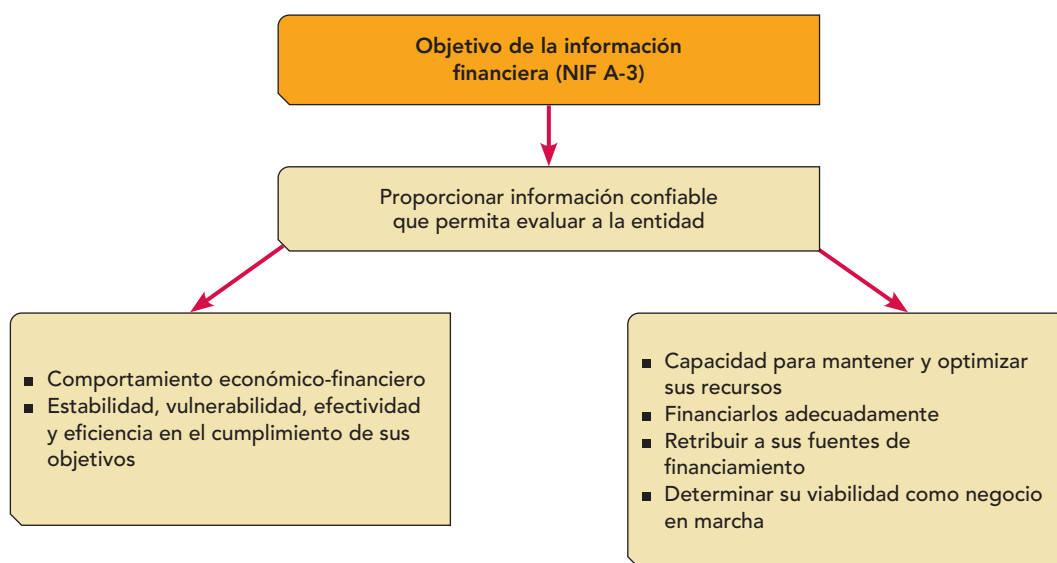 Objetivo de la información
financiera (NIF A-3)
Proporcionar información confiable
que permita evaluar a la entidad
■ Comportamiento económico-financiero
■ Estabilidad, vulnerabilidad, efectividad
y eficiencia en el cumplimiento de sus
objetivos
■ Capacidad para mantener y optimizar
sus recursos
■ Financiarlos adecuadamente
■ Retribuir a sus fuentes de
financiamiento
■ Determinar su viabilidad como negocio
en marcha